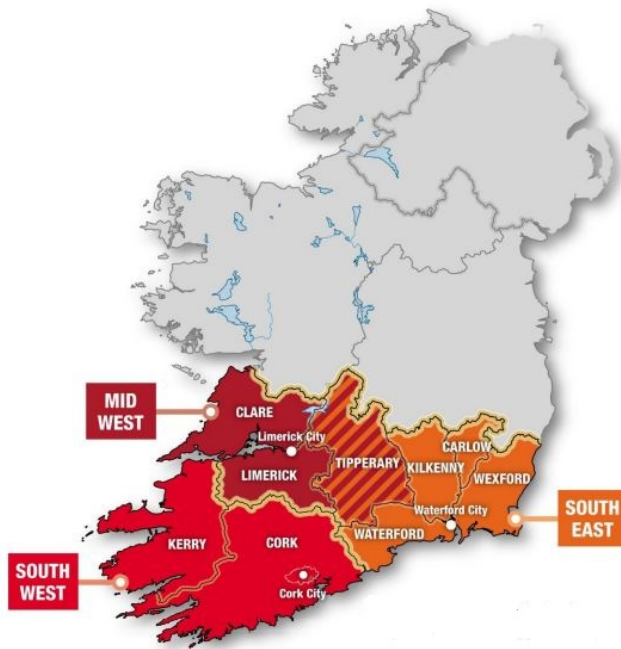 MID
WEST
CLARE
Limerick City
LIMERICK
TIPPERARY
CARLOW
KILKENNY
WEXFORD
Waterford City
WATERFORD
SOUTH
EAST
KERRY
CORK
SOUTH
WEST
Cork City